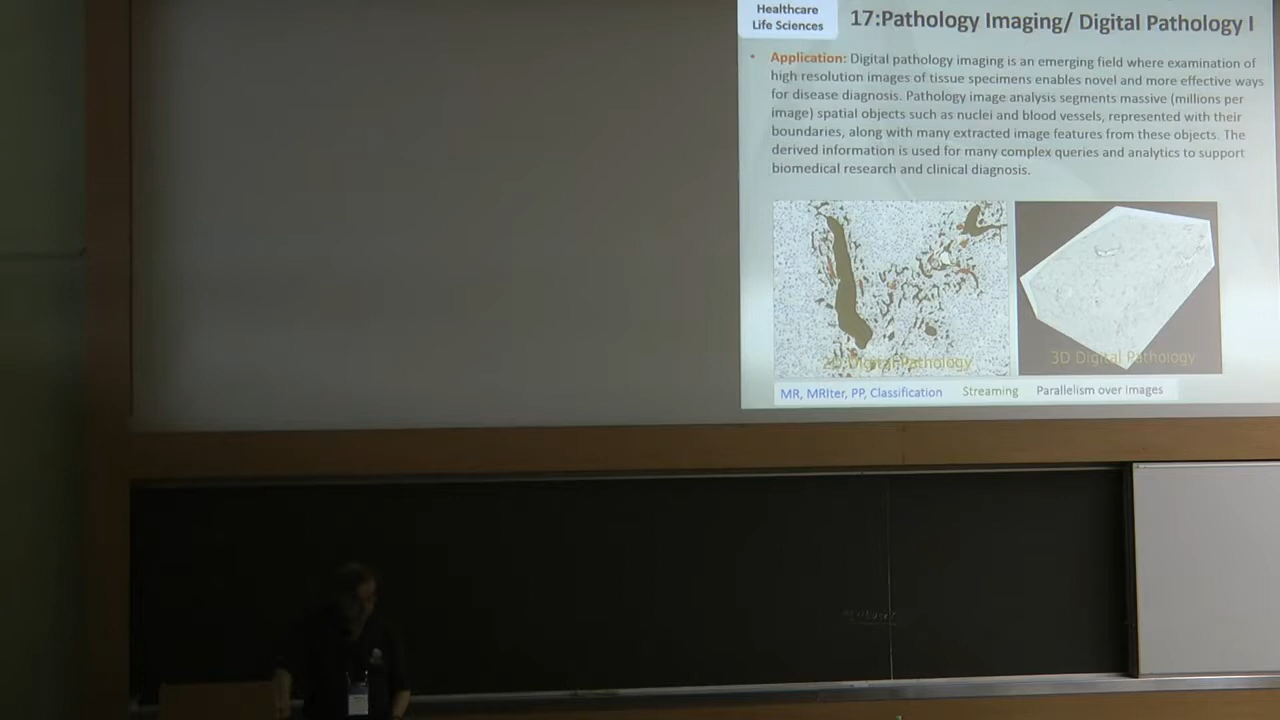 Healthcare
Life Sciences
17:Pathology Imaging/ Digital Pathology I
• Application: Digital pathology imaging is an emerging field where examination of
high resolution images of tissue specimens enables novel and more effective ways
for disease diagnosis. Pathology image analysis segments massive (millions per
image) spatial objects such as nuclei and blood vessels, represented with their
boundaries, along with many extracted image features from these objects. The
derived information is used for many complex queries and analytics to support
biomedical research and clinical diagnosis.
2D Digital Pathology
3D Digital Pathology
MR, MRIter, PP, Classification Streaming Parallelism over Images